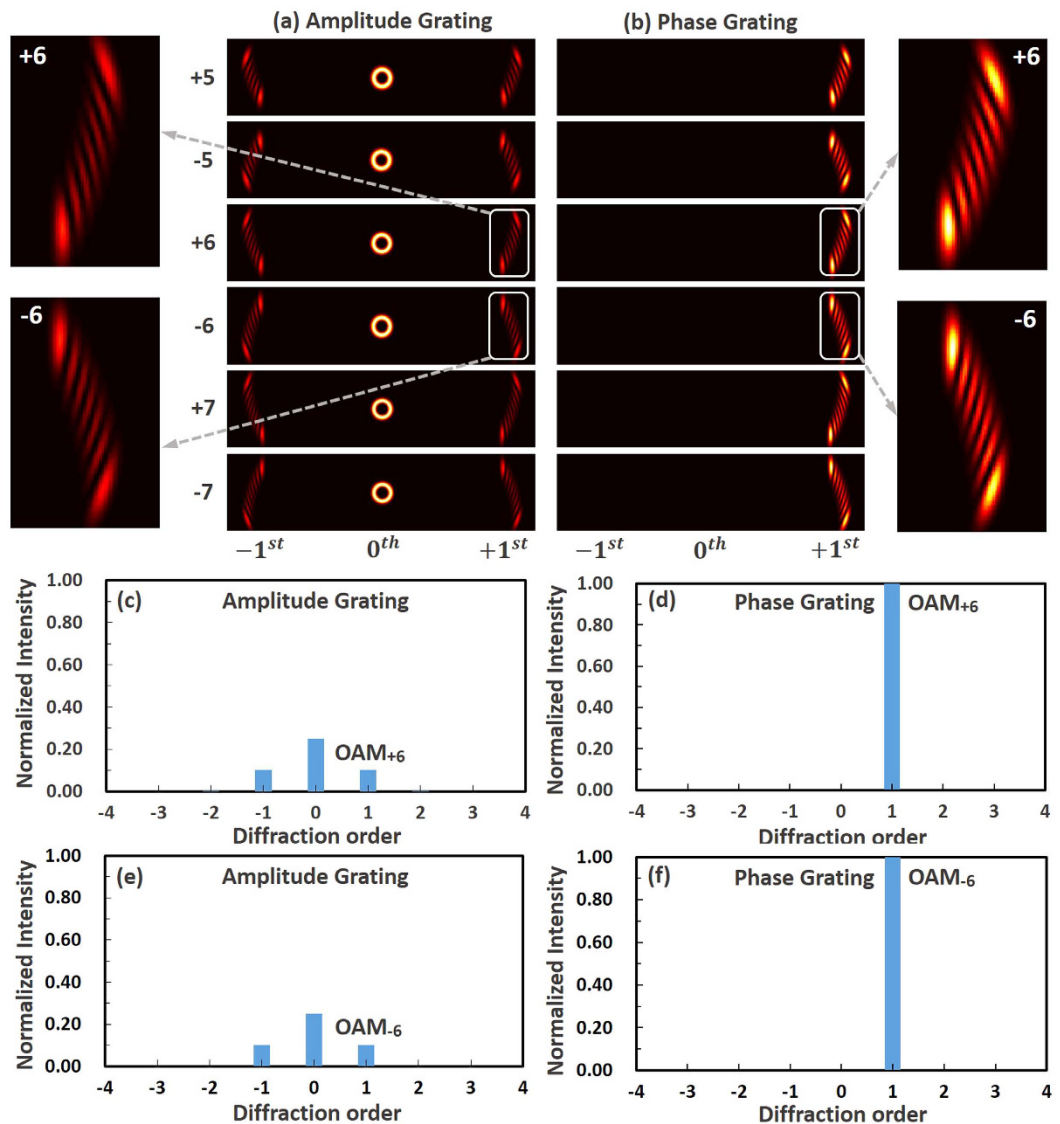 (a) Amplitude Grating
(b) Phase Grating
+6
-6
+5
-5
+6
-6
+7
-7
+6
-6
−1ˢᵗ 0ᵗʰ +1ˢᵗ
−1ˢᵗ 0ᵗʰ +1ˢᵗ
(c) Amplitude Grating
OAM₊₆
Normalized Intensity
1.00
0.80
0.60
0.40
0.20
0.00
-4 -3 -2 -1 0 1 2 3 4
Diffraction order
(d) Phase Grating OAM₊₆
Normalized Intensity
1.00
0.80
0.60
0.40
0.20
0.00
-4 -3 -2 -1 0 1 2 3 4
Diffraction order
(e) Amplitude Grating
OAM₋₆
Normalized Intensity
1.00
0.80
0.60
0.40
0.20
0.00
-4 -3 -2 -1 0 1 2 3 4
Diffraction order
(f) Phase Grating OAM₋₆
Normalized Intensity
1.00
0.80
0.60
0.40
0.20
0.00
-4 -3 -2 -1 0 1 2 3 4
Diffraction order